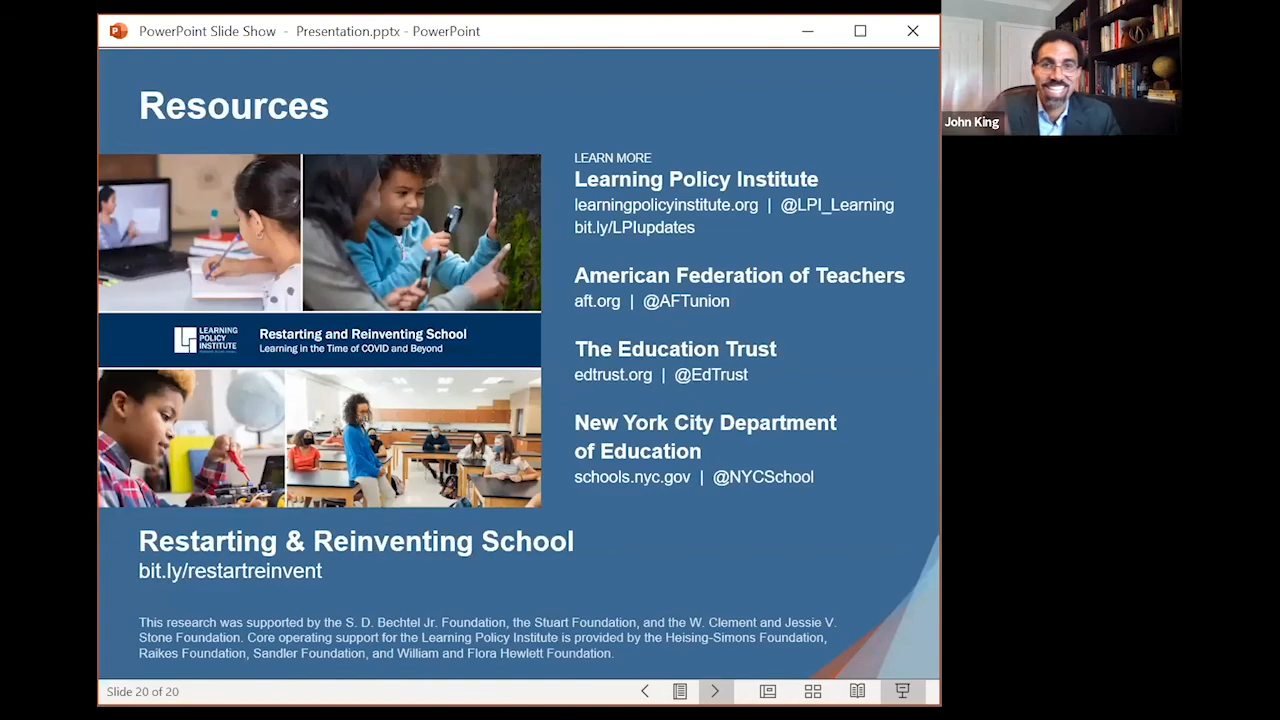 PowerPoint Slide Show - Presentation.pptx - PowerPoint
John King
Resources
LEARN MORE
Learning Policy Institute
learningpolicyinstitute.org | @LPI_Learning
bit.ly/LPIupdates
American Federation of Teachers
aft.org | @AFTunion
The Education Trust
edtrust.org | @EdTrust
New York City Department
of Education
schools.nyc.gov | @NYCSchool
LEARNING
POLICY
INSTITUTE
Restarting and Reinventing School
Learning in the Time of COVID and Beyond
Restarting & Reinventing School
bit.ly/restartreinvent
This research was supported by the S. D. Bechtel Jr. Foundation, the Stuart Foundation, and the W. Clement and Jessie V.
Stone Foundation. Core operating support for the Learning Policy Institute is provided by the Heising-Simons Foundation,
Raikes Foundation, Sandler Foundation, and William and Flora Hewlett Foundation.
Slide 20 of 20